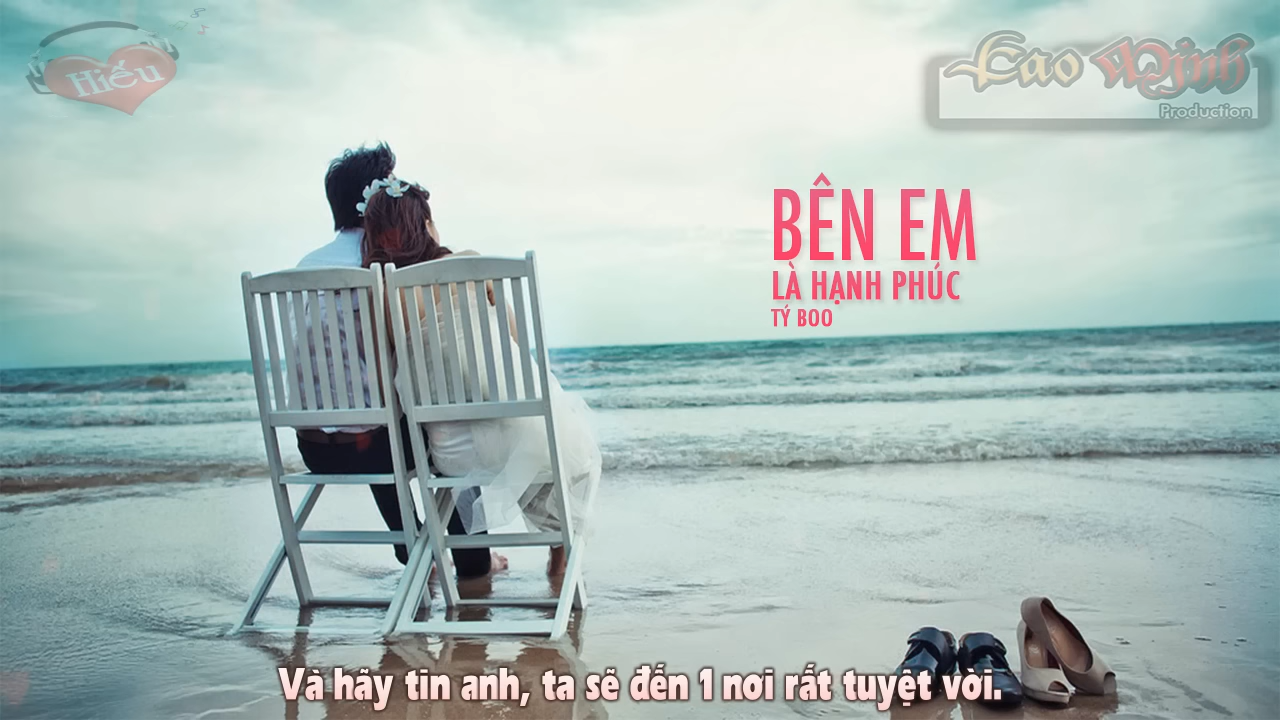 Hiếu
Cao Minh
Production
BÊN EM
LÀ HẠNH PHÚC
TÝ BOO
Và hãy tin anh, ta sẽ đến 1 nơi rất tuyệt vời.